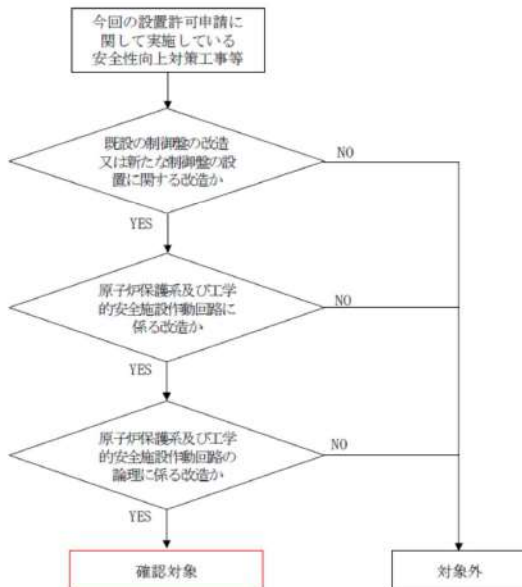 今回の設置許可申請に
関して実施している
安全性向上対策工事等
既設の制御盤の改造
又は新たな制御盤の設
置に関する改造か
NO
YES
原子炉保護系及び工学
的安全施設作動回路に
係る改造か
NO
YES
原子炉保護系及び工学
的安全施設作動回路の
論理に係る改造か
NO
YES
確認対象
対象外